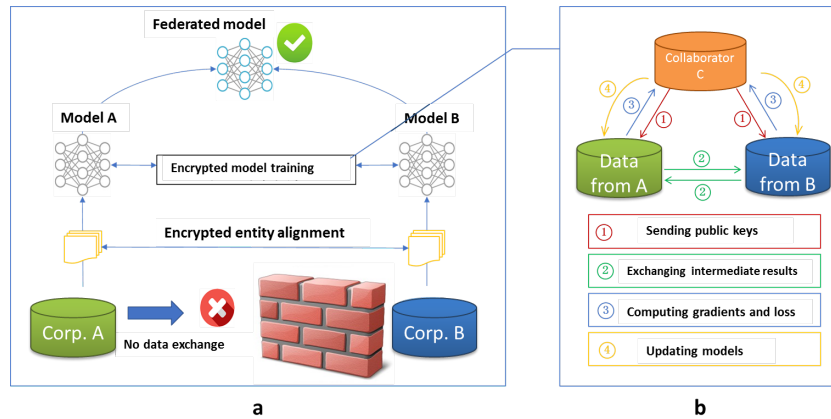 Federated model
Model A
Model B
Encrypted model training
Encrypted entity alignment
Corp. A
No data exchange
Corp. B
a
Collaborator
C
④
④
③
③
①
①
Data
from A
②
②
Data
from B
① Sending public keys
② Exchanging intermediate results
③ Computing gradients and loss
④ Updating models
b